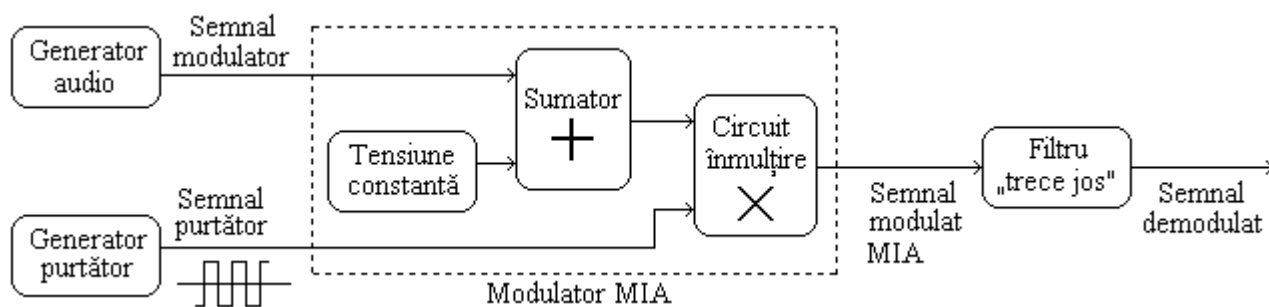 Generator
audio
Semnal
modulator
Sumator
+
Tensiune
constantă
Semnal
purtător
Generator
purtător
Circuit
înmulţire
×
Modulator MIA
Semnal
modulat
MIA
Filtru
„trece jos"
Semnal
demodulat